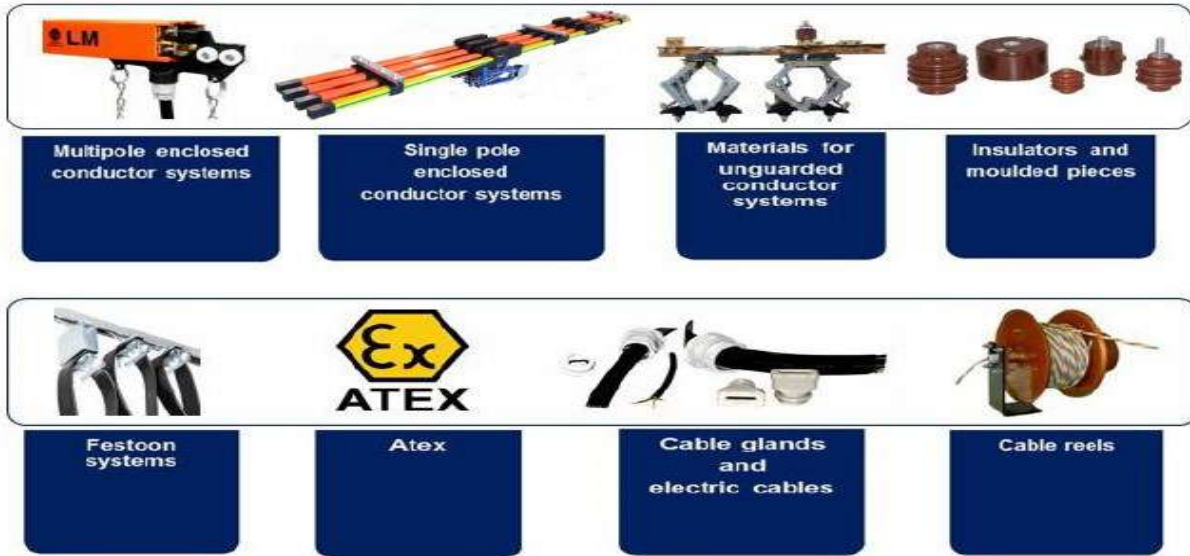 LM
Multipole enclosed
conductor systems
Single pole
enclosed
conductor systems
Materials for
unguarded
conductor
systems
Insulators and
moulded pieces
Ex
ATEX
Festoon
systems
Atex
Cable glands
and
electric cables
Cable reels